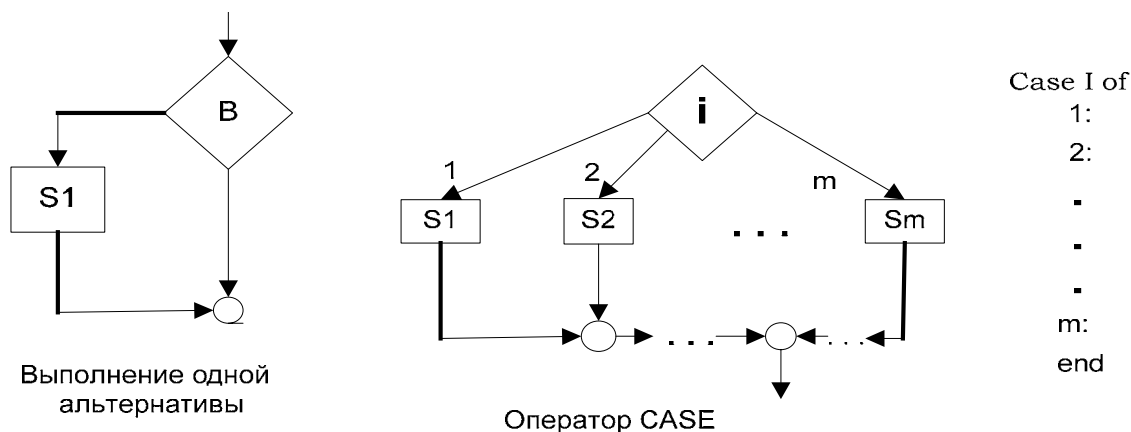 B
S1
Выполнение одной
альтернативы
i
1
2
m
S1
S2
. . .
Sm
. . .
. . .
Оператор CASE
Case I of
1:
2:
.
.
.
m:
end